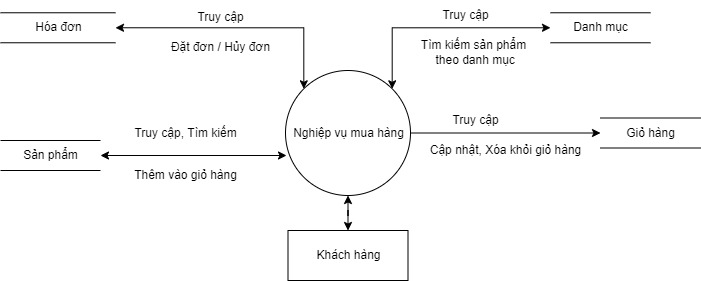 Truy cập
Hóa đơn
Đặt đơn / Hủy đơn
Truy cập
Danh mục
Tìm kiếm sản phẩm
theo danh mục
Nghiệp vụ mua hàng
Truy cập
Giỏ hàng
Cập nhật, Xóa khỏi giỏ hàng
Truy cập, Tìm kiếm
Sản phẩm
Thêm vào giỏ hàng
Khách hàng